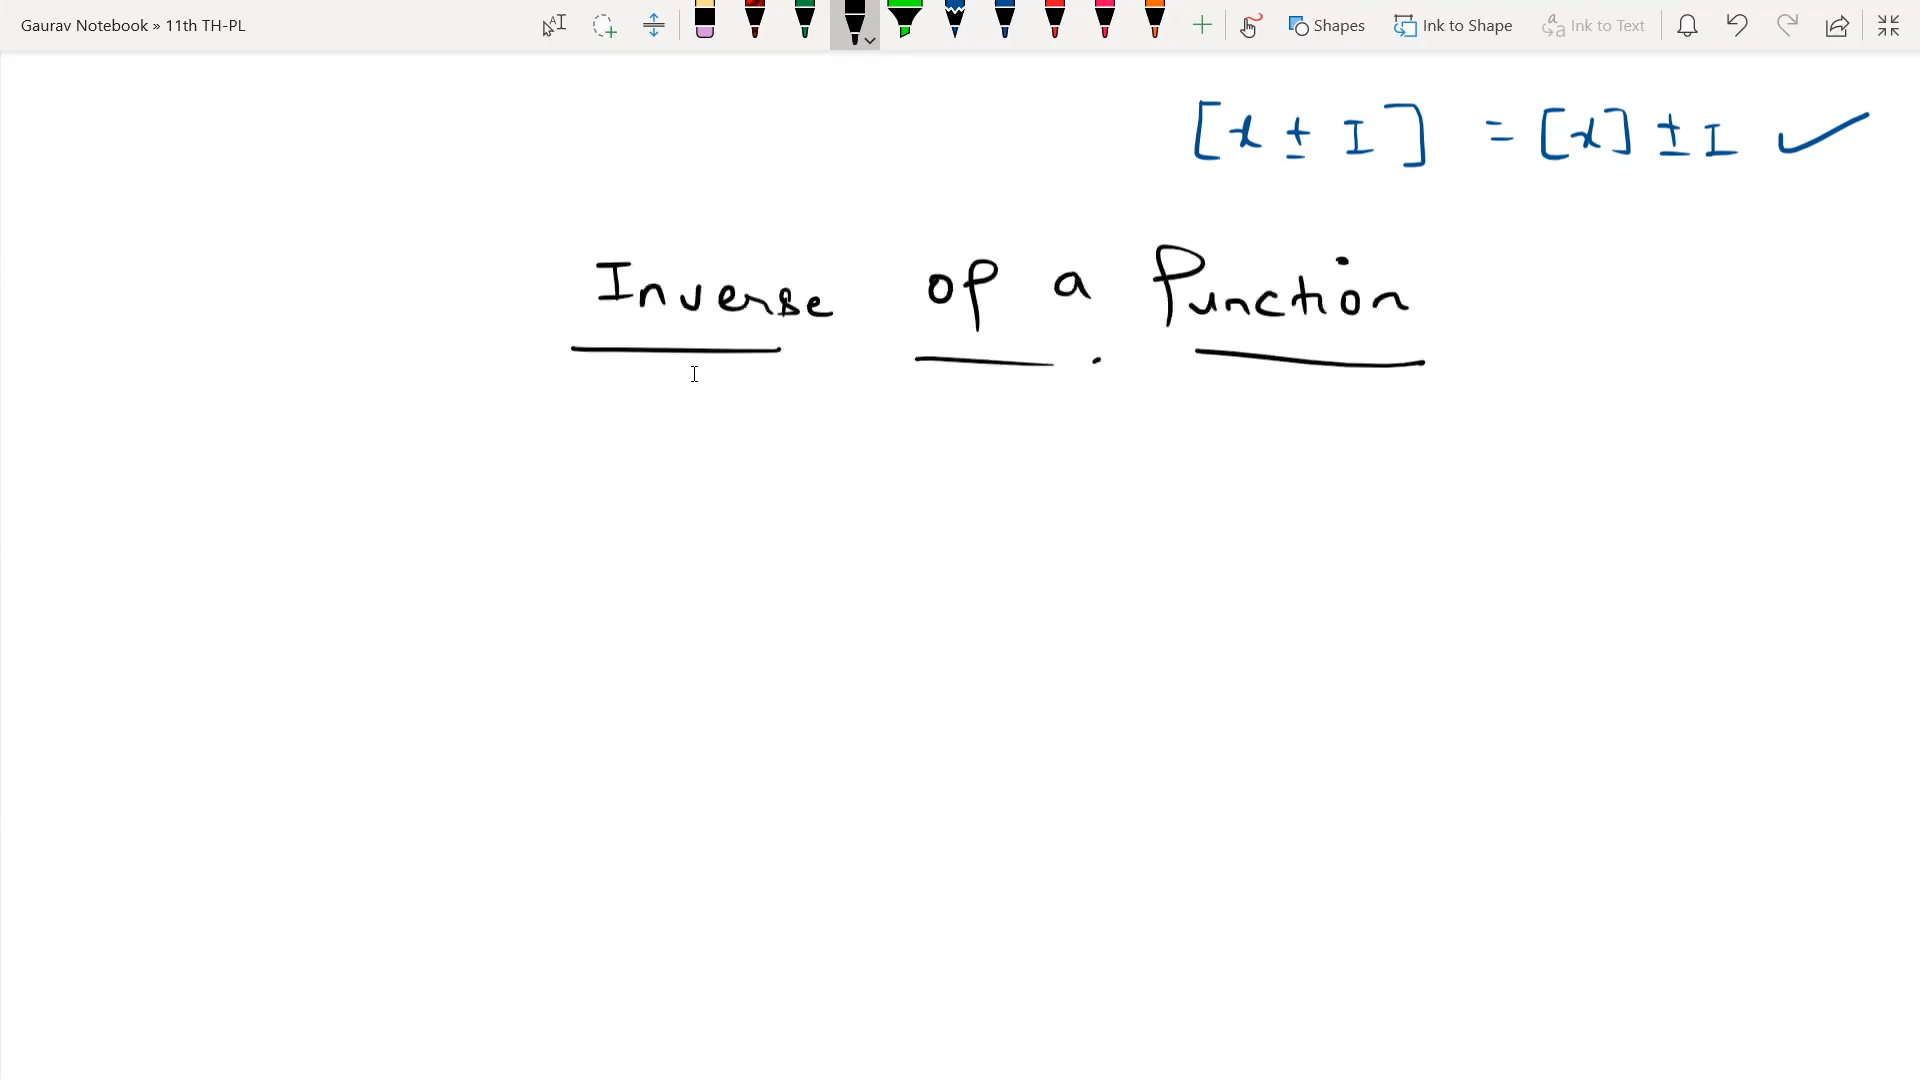 Gaurav Notebook » 11th TH-PL
Shapes
Ink to Shape
Ink to Text
[x ± I] = [x] ± I ✓
Inverse of a function